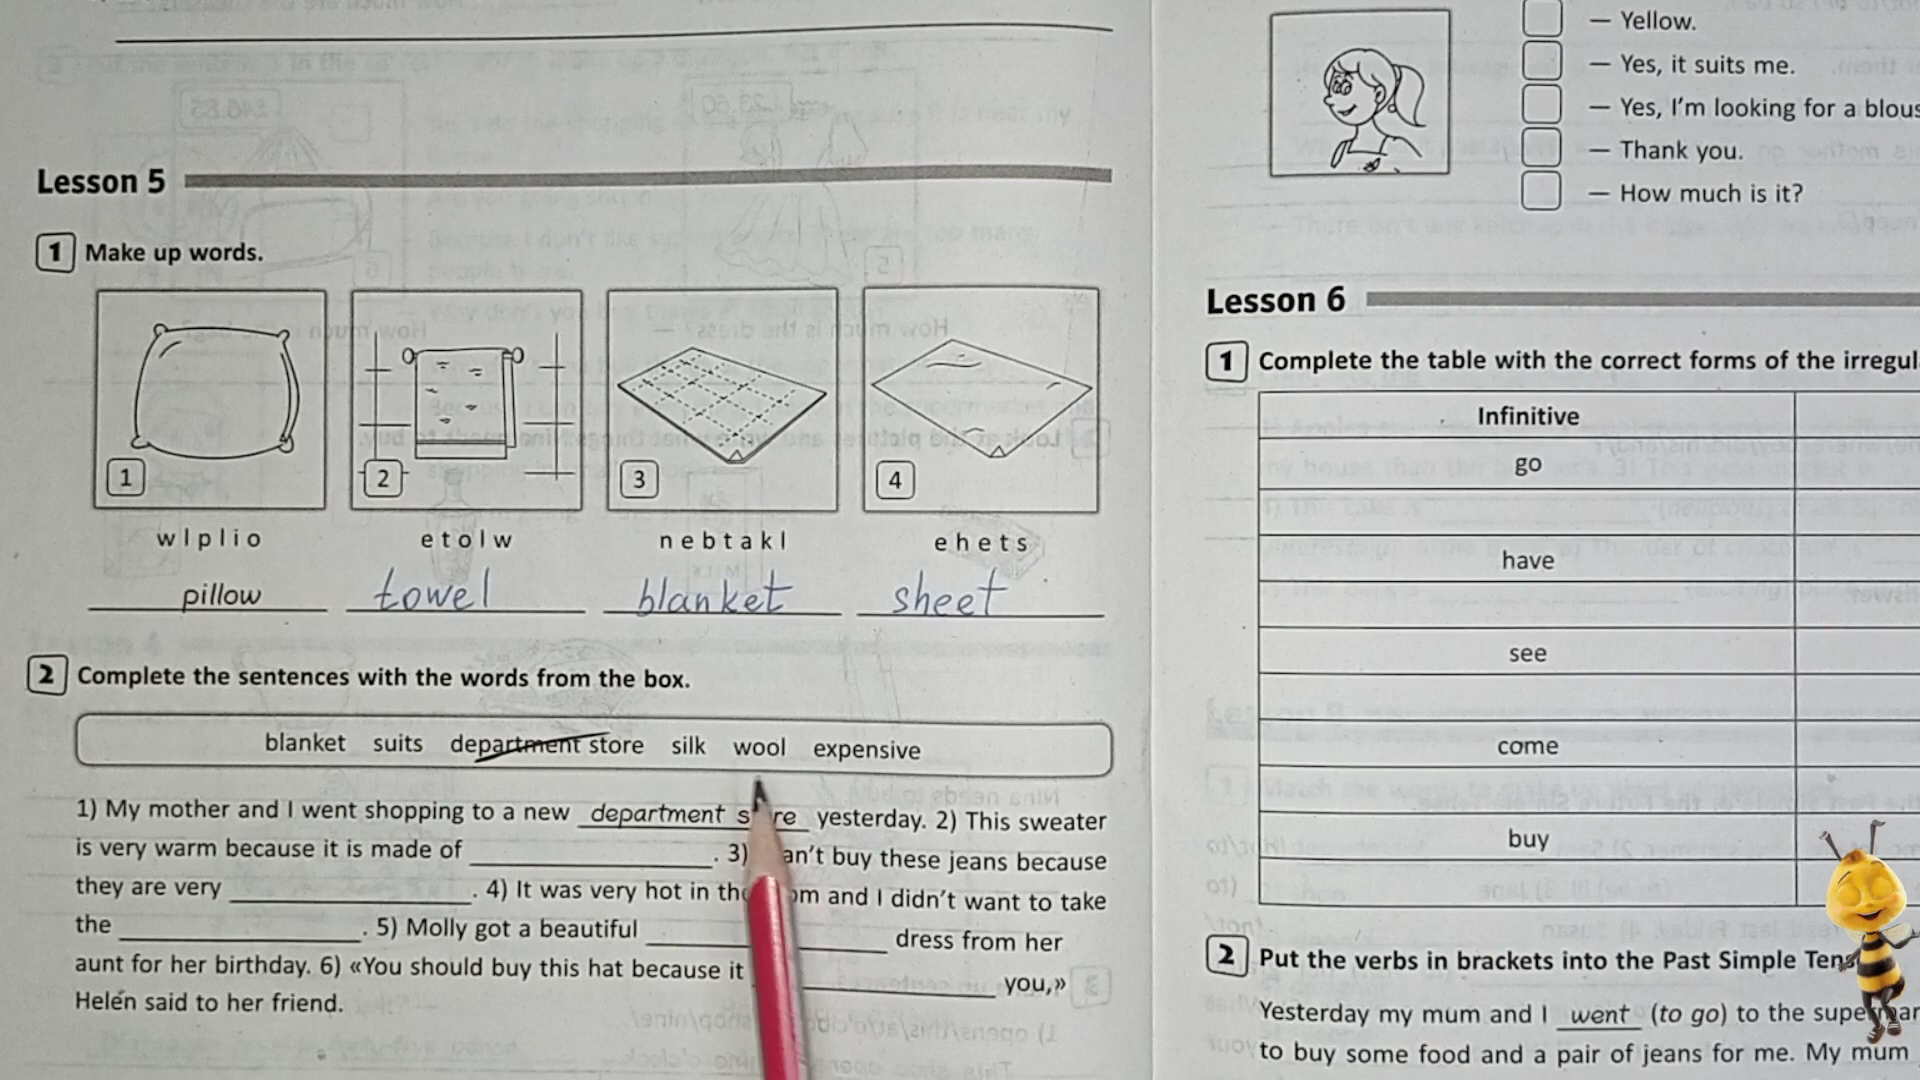 Lesson 5
1 Make up words.
1 2 3 4
wlplio etolw nebtakl ehets
pillow towel blanket sheet
2 Complete the sentences with the words from the box.
blanket suits department store silk wool expensive
1) My mother and I went shopping to a new department store yesterday. 2) This sweater
is very warm because it is made of ____. 3) can't buy these jeans because
they are very ____. 4) It was very hot in the room and I didn't want to take
the ____. 5) Molly got a beautiful ____ dress from her
aunt for her birthday. 6) «You should buy this hat because it ____ you,»
Helen said to her friend.
— Yellow.
— Yes, it suits me.
— Yes, I'm looking for a blous
— Thank you.
— How much is it?
Lesson 6
1 Complete the table with the correct forms of the irregul
Infinitive
go
have
see
come
buy
2 Put the verbs in brackets into the Past Simple Tens
Yesterday my mum and I went (to go) to the supermar
to buy some food and a pair of jeans for me. My mum